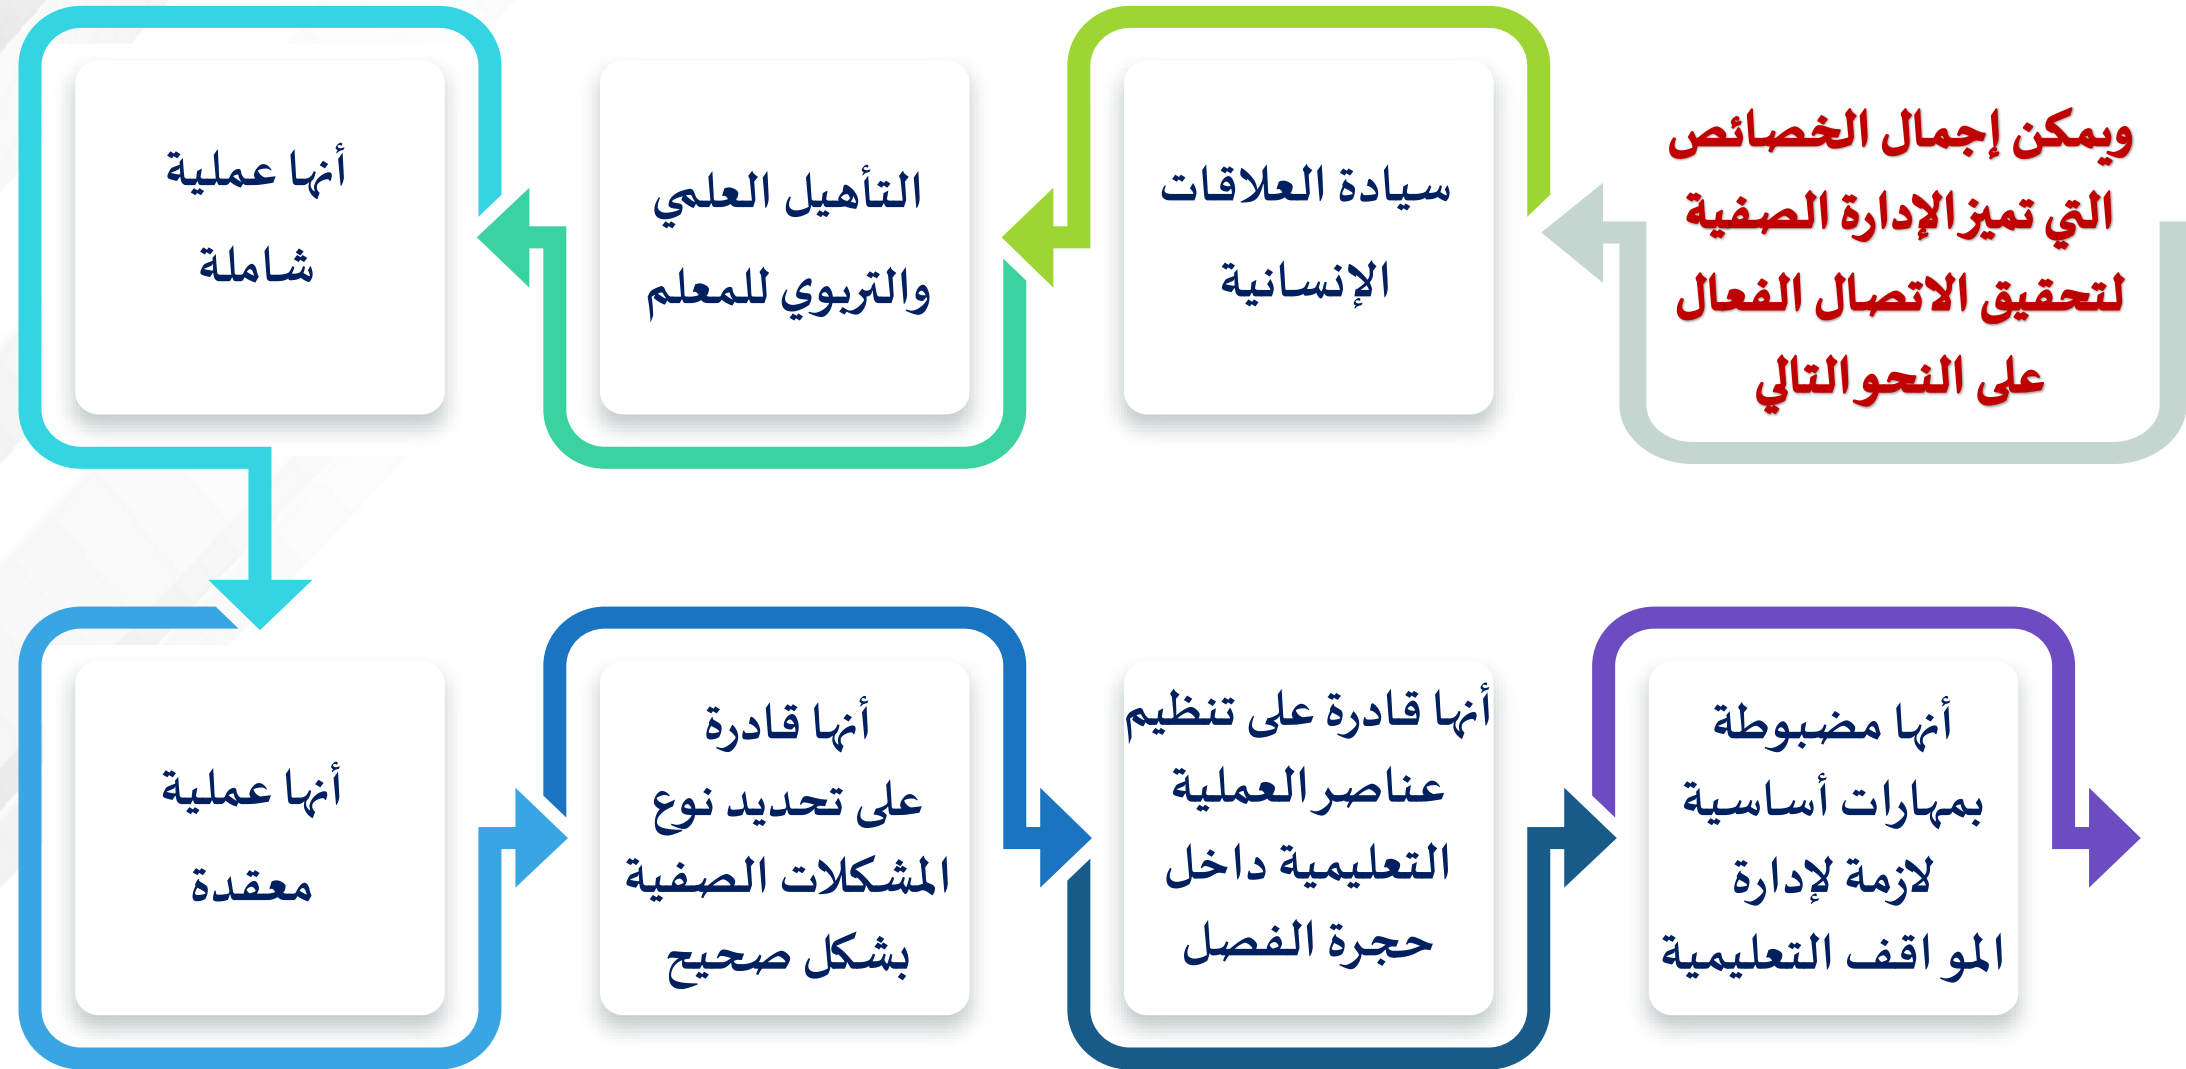 ويمكن إجمال الخصائص
التي تميز الإدارة الصفية
لتحقيق الاتصال الفعال
على النحو التالي
سيادة العلاقات
الإنسانية
التأهيل العلمي
والتربوي للمعلم
أنها عملية
شاملة
أنها عملية
معقدة
أنها قادرة
على تحديد نوع
المشكلات الصفية
بشكل صحيح
أنها قادرة على تنظيم
عناصر العملية
التعليمية داخل
حجرة الفصل
أنها مضبوطة
بمهارات أساسية
لازمة لإدارة
المواقف التعليمية